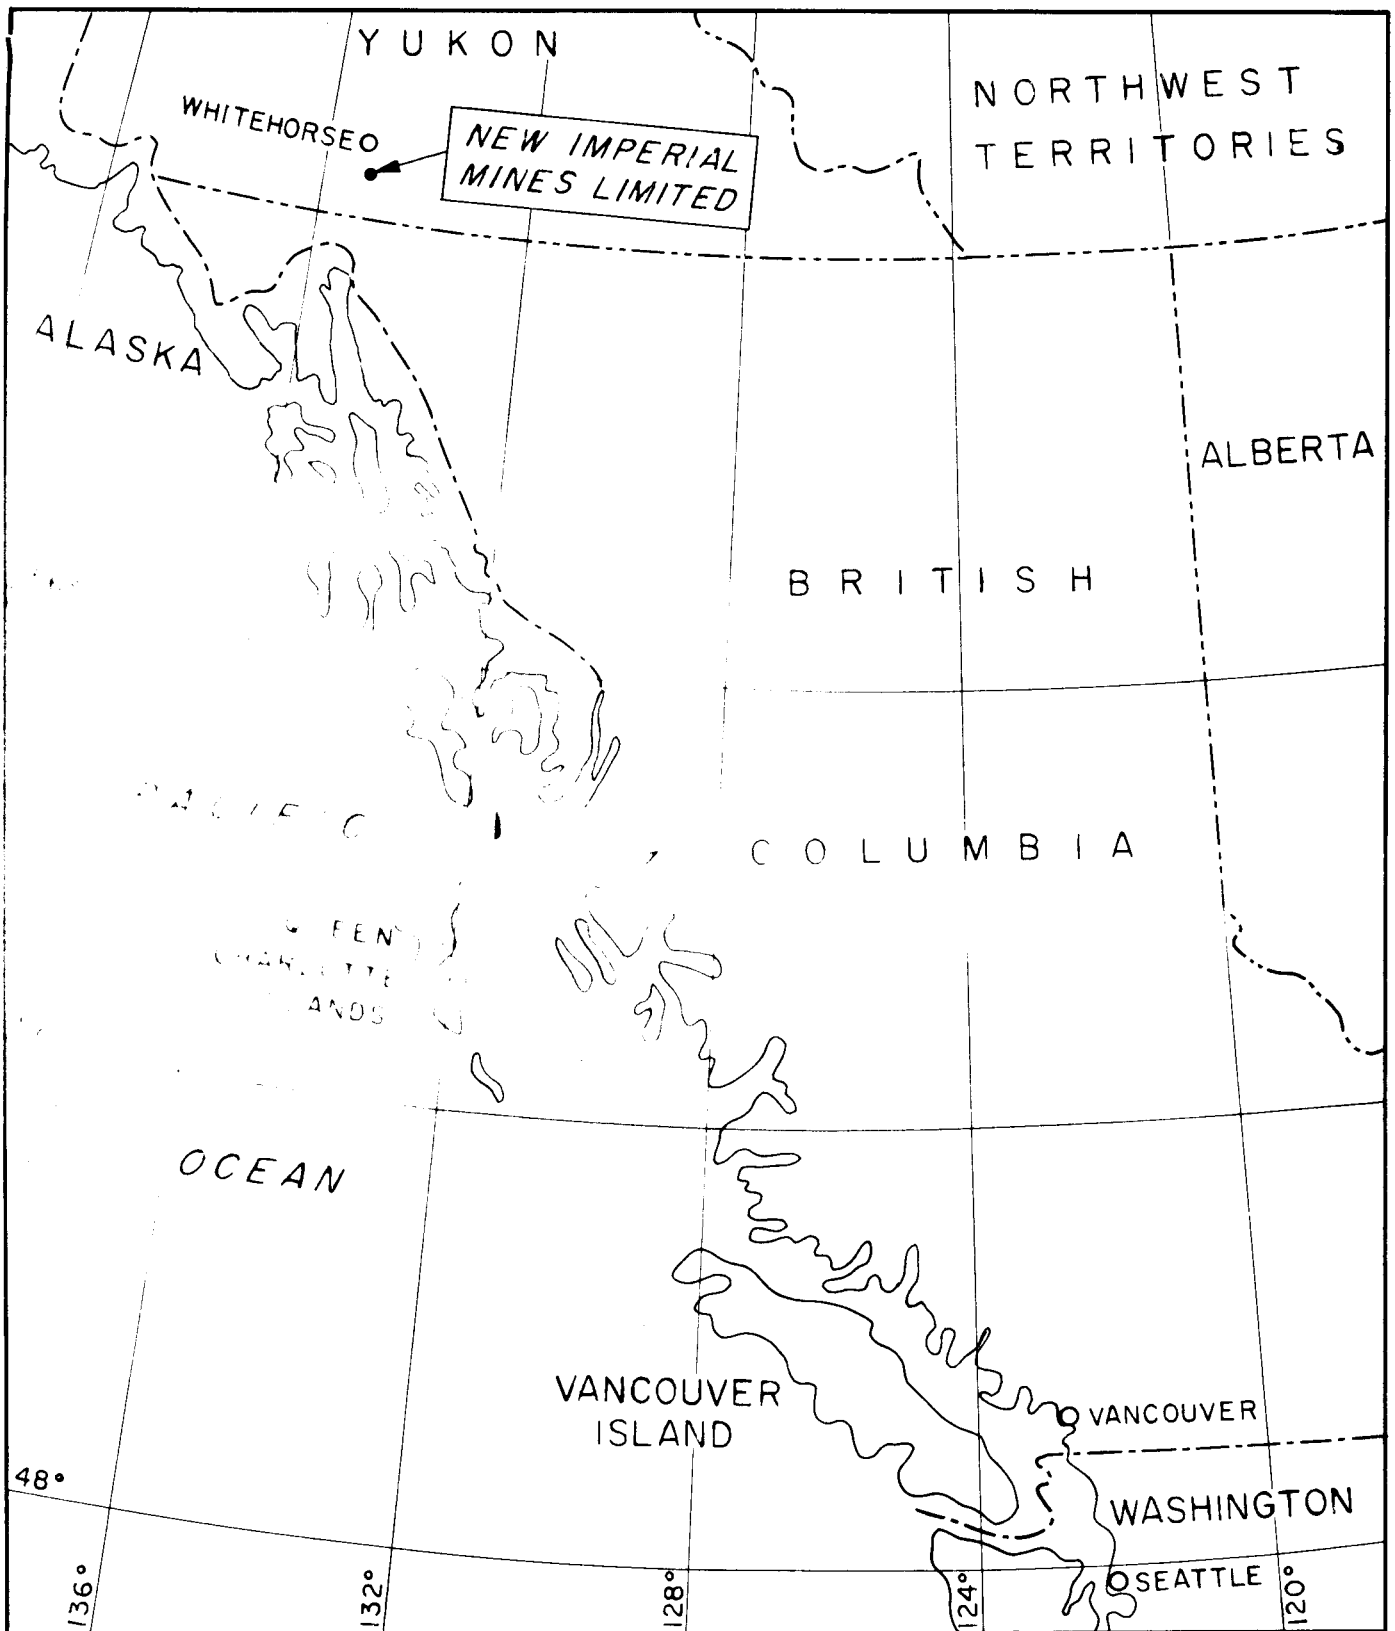 YUKON
NORTHWEST
TERRITORIES
WHITEHORSE
NEW IMPERIAL
MINES LIMITED
ALASKA
ALBERTA
BRITISH
COLUMBIA
OCEAN
VANCOUVER
ISLAND
VANCOUVER
48°
WASHINGTON
SEATTLE
136°
132°
128°
124°
120°